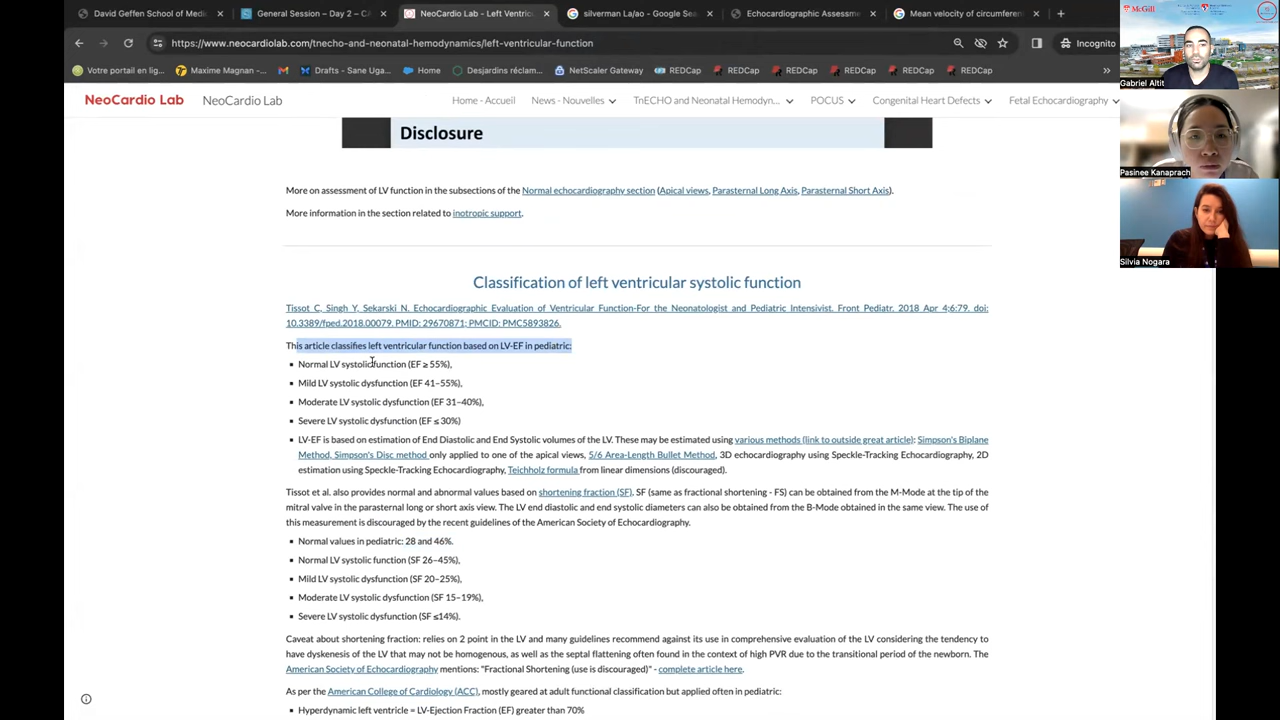 David Geffen School of Medi
General Session – Day 2 – CA
NeoCardio Lab - Left Ventricul
silverman La/ao - Google Sea
Echocardiographic Assessme
Mean velocity of circumferen
https://www.neocardiolab.com/tnecho-and-neonatal-hemodynamics/left-ventricular-function
Incognito
Votre portail en lig...
Maxime Magnan -...
Drafts - Sane Uga...
Home
Desjardins réclam...
NetScaler Gateway
REDCap
REDCap
REDCap
REDCap
REDCap
REDCap
NeoCardio Lab
NeoCardio Lab
Home - Accueil
News - Nouvelles
TnECHO and Neonatal Hemodyn...
POCUS
Congenital Heart Defects
Fetal Echocardiography
McGill
Gabriel Altit
Pasinee Kanaprach
Silvia Nogara
Disclosure
More on assessment of LV function in the subsections of the Normal echocardiography section (Apical views, Parasternal Long Axis, Parasternal Short Axis).
More information in the section related to inotropic support.
Classification of left ventricular systolic function
Tissot C, Singh Y, Sekarski N. Echocardiographic Evaluation of Ventricular Function-For the Neonatologist and Pediatric Intensivist. Front Pediatr. 2018 Apr 4;6:79. doi:
10.3389/fped.2018.00079. PMID: 29670871; PMCID: PMC5893826.
This article classifies left ventricular function based on LV-EF in pediatric:
▪ Normal LV systolic function (EF ≥ 55%),
▪ Mild LV systolic dysfunction (EF 41–55%),
▪ Moderate LV systolic dysfunction (EF 31–40%),
▪ Severe LV systolic dysfunction (EF ≤ 30%)
▪ LV-EF is based on estimation of End Diastolic and End Systolic volumes of the LV. These may be estimated using various methods (link to outside great article): Simpson's Biplane
Method, Simpson's Disc method only applied to one of the apical views, 5/6 Area-Length Bullet Method, 3D echocardiography using Speckle-Tracking Echocardiography, 2D
estimation using Speckle-Tracking Echocardiography, Teichholz formula from linear dimensions (discouraged).
Tissot et al. also provides normal and abnormal values based on shortening fraction (SF). SF (same as fractional shortening - FS) can be obtained from the M-Mode at the tip of the
mitral valve in the parasternal long or short axis view. The LV end diastolic and end systolic diameters can also be obtained from the B-Mode obtained in the same view. The use of
this measurement is discouraged by the recent guidelines of the American Society of Echocardiography.
▪ Normal values in pediatric: 28 and 46%.
▪ Normal LV systolic function (SF 26–45%),
▪ Mild LV systolic dysfunction (SF 20–25%),
▪ Moderate LV systolic dysfunction (SF 15–19%),
▪ Severe LV systolic dysfunction (SF ≤14%).
Caveat about shortening fraction: relies on 2 point in the LV and many guidelines recommend against its use in comprehensive evaluation of the LV considering the tendency to
have dyskenesis of the LV that may not be homogenous, as well as the septal flattening often found in the context of high PVR due to the transitional period of the newborn. The
American Society of Echocardiography mentions: "Fractional Shortening (use is discouraged)" - complete article here.
As per the American College of Cardiology (ACC), mostly geared at adult functional classification but applied often in pediatric:
▪ Hyperdynamic left ventricle = LV-Ejection Fraction (EF) greater than 70%